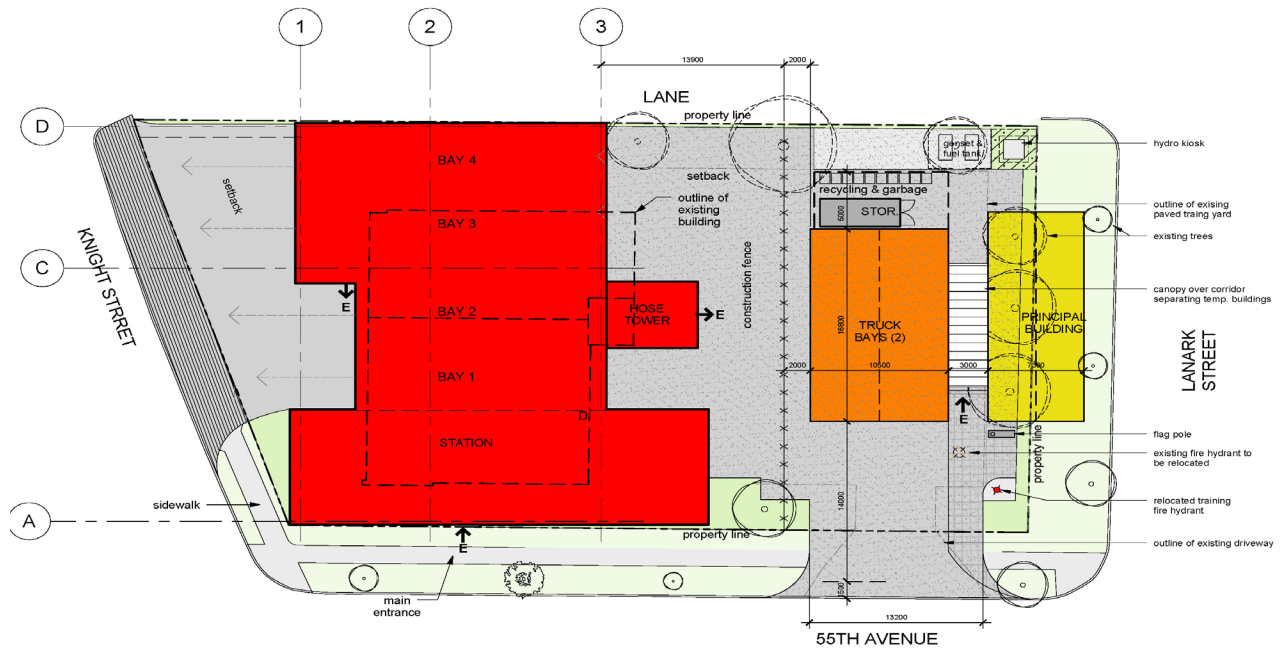 1
2
3
13900
2000
LANE
D
property line
BAY 4
genset &
fuel tank
hydro kiosk
setback
setback
recycling & garbage
outline of
existing
building
STOR.
5000
outline of exising
paved traing yard
BAY 3
existing trees
KNIGHT STRRET
C
construction fence
E
HOSE
TOWER
E
canopy over corridor
separating temp. buildings
BAY 2
TRUCK
BAYS (2)
PRINCIPAL
BUILDING
LANARK
STREET
BAY 1
2000
10500
3000
E
D
STATION
flag pole
property line
existing fire hydrant to
be relocated
sidewalk
14000
relocated training
fire hydrant
A
property line
outline of existing driveway
E
main
entrance
1500
13200
55TH AVENUE